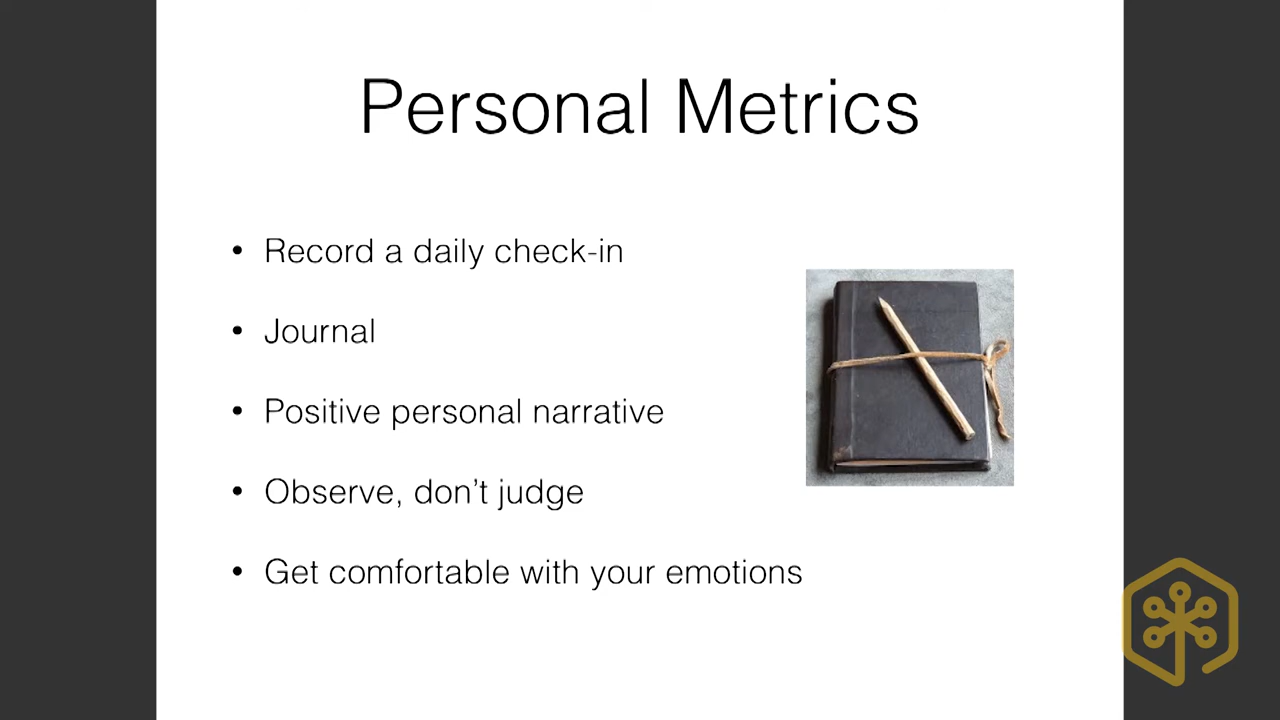 Personal Metrics
• Record a daily check-in
• Journal
• Positive personal narrative
• Observe, don't judge
• Get comfortable with your emotions